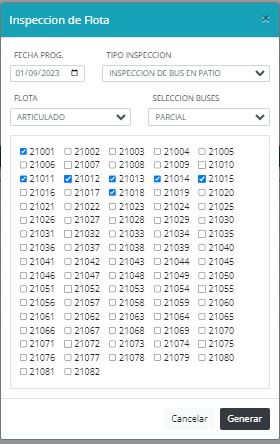 Inspeccion de Flota ×
FECHA PROG. TIPO INSPECCION
01/09/2023 INSPECCION DE BUS EN PATIO
FLOTA SELECCION BUSES
ARTICULADO PARCIAL
21001 21002 21003 21004 21005
21006 21007 21008 21009 21010
21011 21012 21013 21014 21015
21016 21017 21018 21019 21020
21021 21022 21023 21024 21025
21026 21027 21028 21029 21030
21031 21032 21033 21034 21035
21036 21037 21038 21039 21040
21041 21042 21043 21044 21045
21046 21047 21048 21049 21050
21051 21052 21053 21054 21055
21056 21057 21058 21059 21060
21061 21062 21063 21064 21065
21066 21067 21068 21069 21070
21071 21072 21073 21074 21075
21076 21077 21078 21079 21080
21081 21082
Cancelar Generar